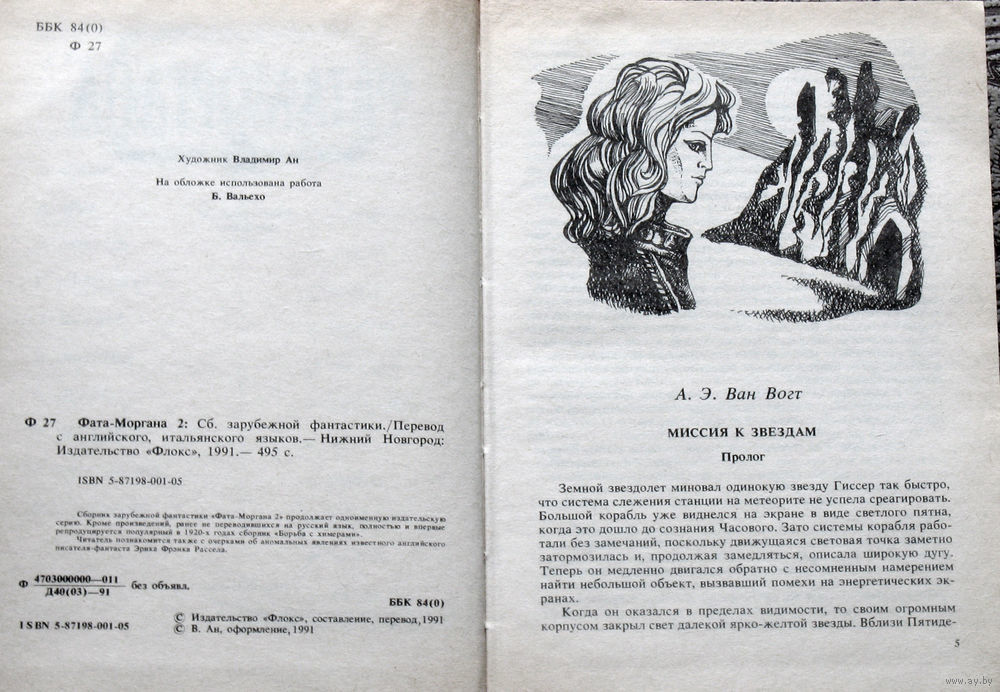 ББК 84(0)
Ф 27
Художник Владимир Ан
На обложке использована работа
Б. Вальехо
Ф 27 Фата-Моргана 2: Сб. зарубежной фантастики./Перевод
с английского, итальянского языков.— Нижний Новгород:
Издательство «Флокс», 1991.— 495 с.
ISBN 5-87198-001-05
Сборник зарубежной фантастики «Фата-Моргана 2» продолжает одноименную издательскую
серию. Кроме произведений, ранее не переводившихся на русский язык, полностью и впервые
репродуцируется популярный в 1920-х годах сборник «Борьба с химерами».
Читатель познакомится также с очерками об аномальных явлениях известного английского
писателя-фантаста Эрика Фрэнка Рассела.
Ф 4703000000—011 без объявл.
Д40(03)—91
ББК 84(0)
ISBN 5-87198-001-05
© Издательство «Флокс», составление, перевод, 1991
© В. Ан, оформление, 1991
А. Э. Ван Вогт
МИССИЯ К ЗВЕЗДАМ
Пролог
Земной звездолет миновал одинокую звезду Гиссер так быстро,
что система слежения станции на метеорите не успела среагировать.
Большой корабль уже виднелся на экране в виде светлого пятна,
когда это дошло до сознания Часового. Зато системы корабля рабо-
тали без замечаний, поскольку движущаяся световая точка заметно
затормозилась и, продолжая замедляться, описала широкую дугу.
Теперь он медленно двигался обратно с несомненным намерением
найти небольшой объект, вызвавший помехи на энергетических эк-
ранах.
Когда он оказался в пределах видимости, то своим огромным
корпусом закрыл свет далекой ярко-желтой звезды. Вблизи Пятиде-
5
www.ay.by